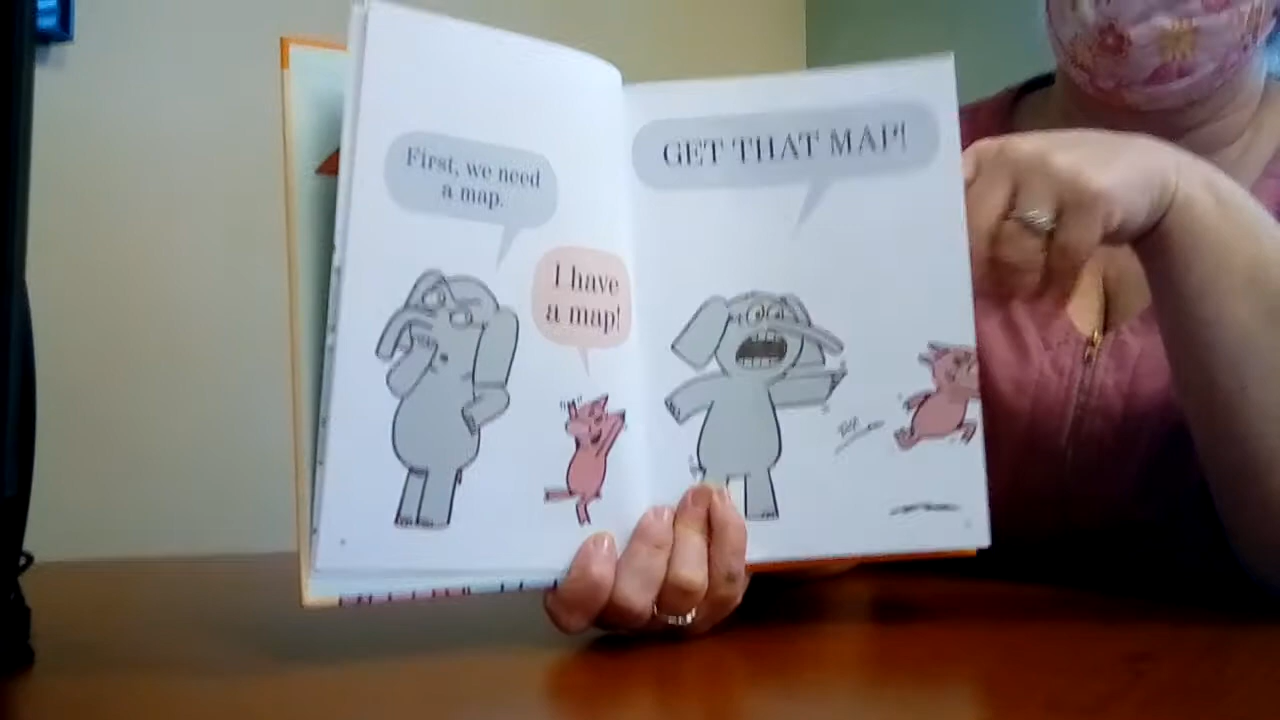 First, we need
a map.
I have
a map!
GET THAT MAP!